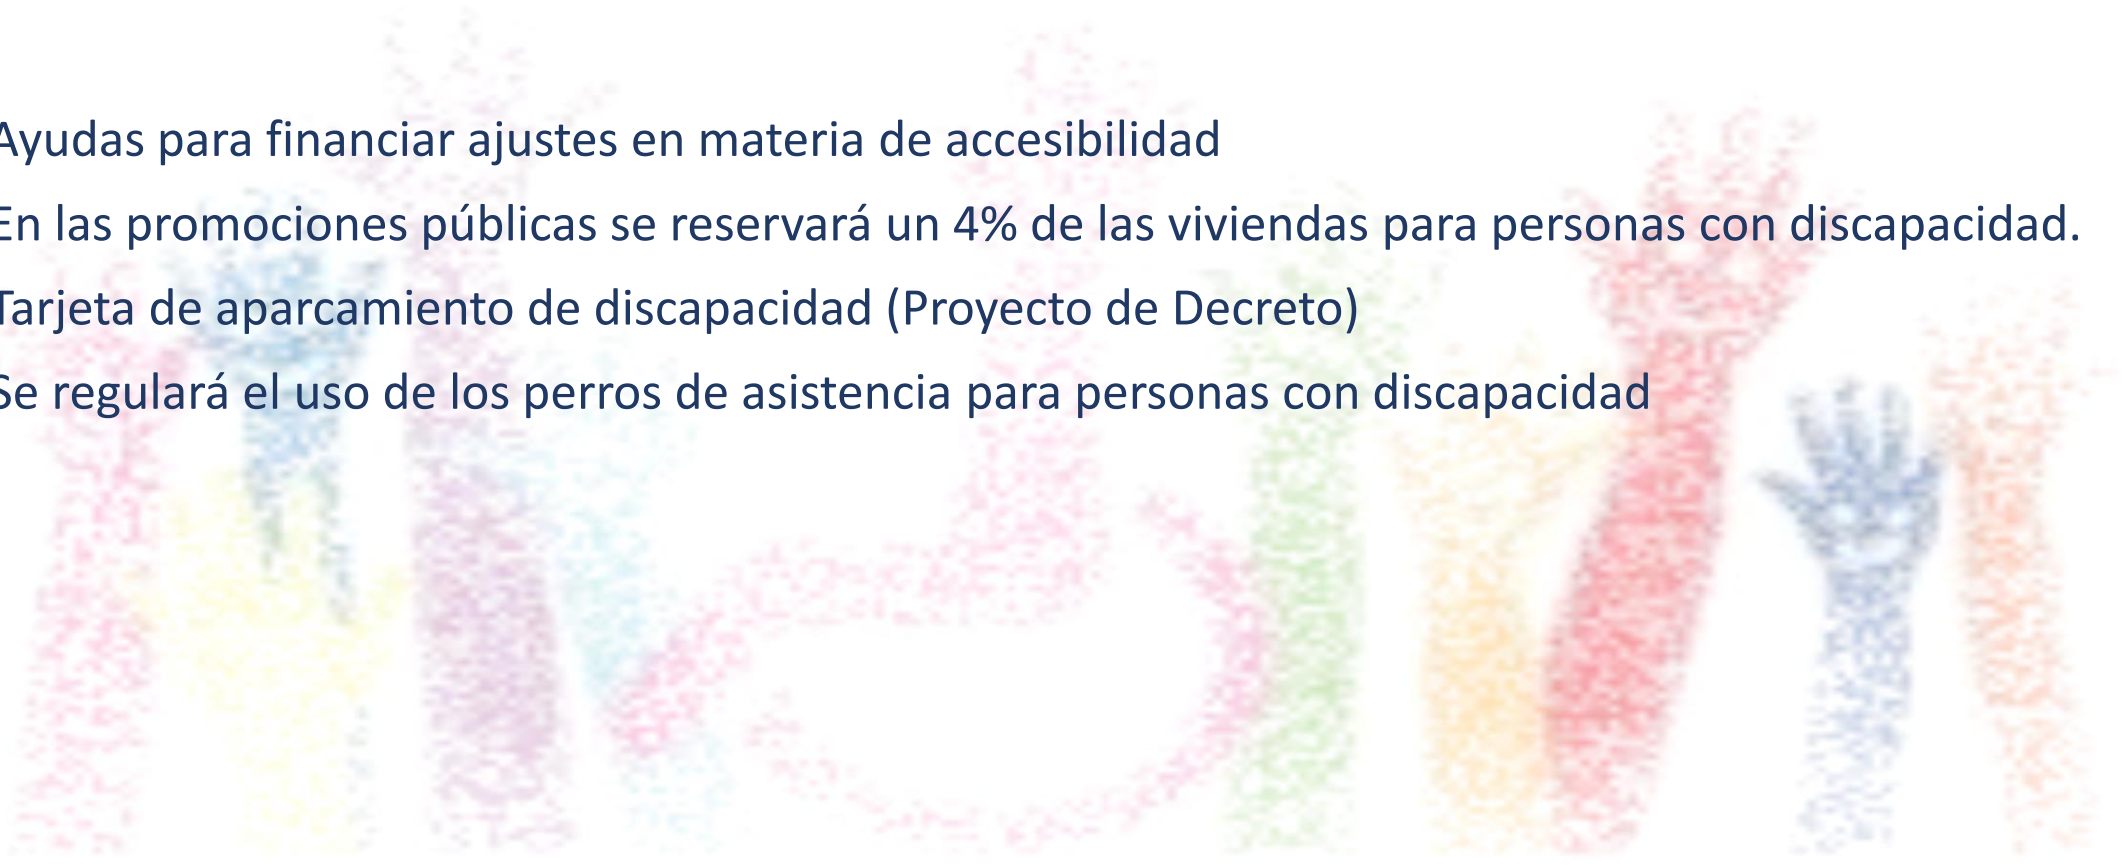 Ayudas para financiar ajustes en materia de accesibilidad
En las promociones públicas se reservará un 4% de las viviendas para personas con discapacidad.
Tarjeta de aparcamiento de discapacidad (Proyecto de Decreto)
Se regulará el uso de los perros de asistencia para personas con discapacidad